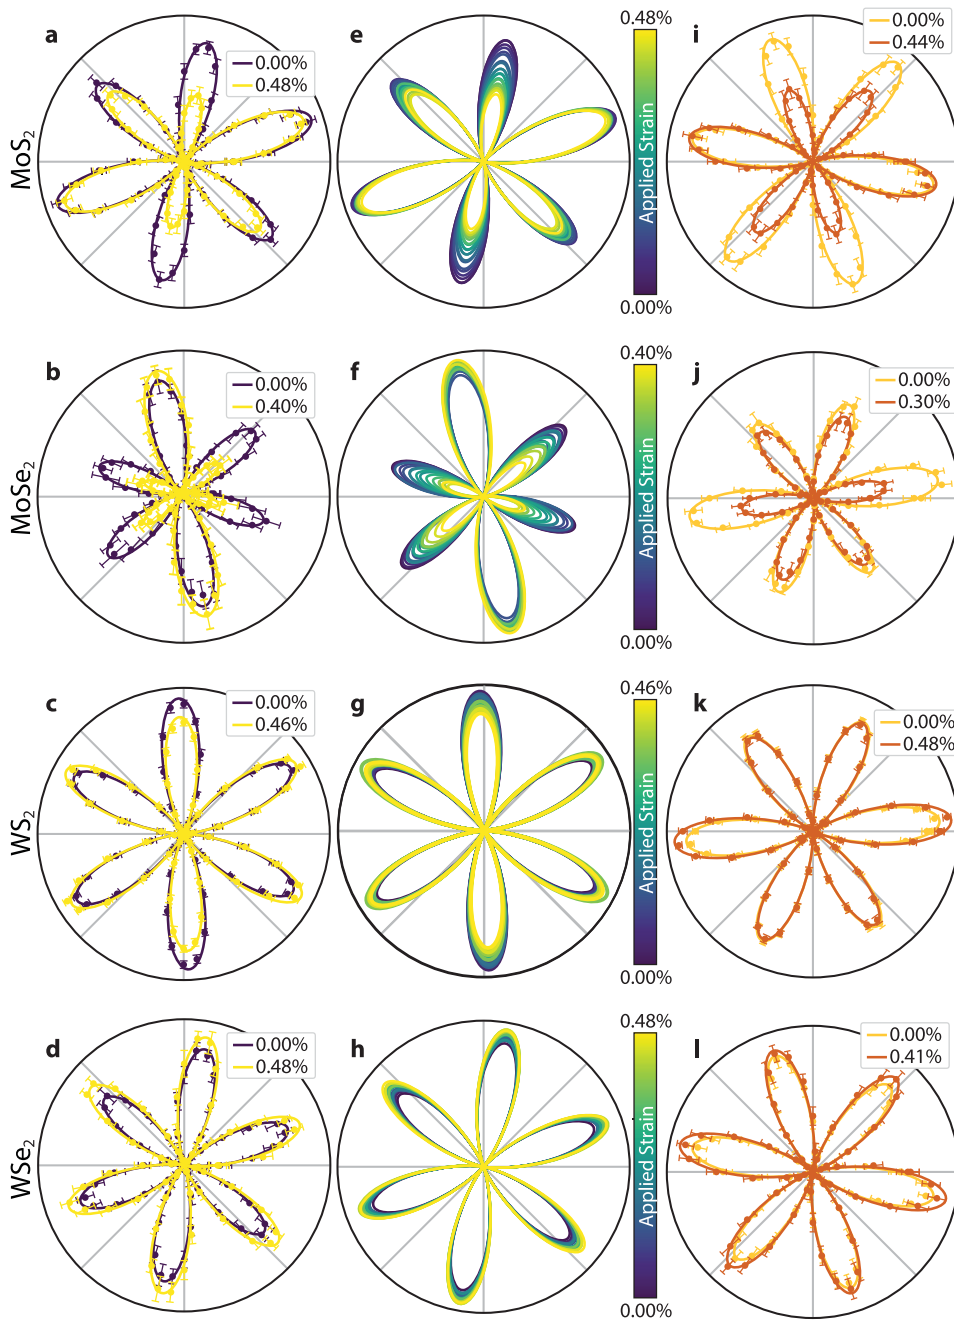 a
0.00%
0.48%
MoS2
e
0.48%
Applied Strain
0.00%
i
0.00%
0.44%
b
0.00%
0.40%
MoSe2
f
0.40%
Applied Strain
0.00%
j
0.00%
0.30%
c
0.00%
0.46%
WS2
g
0.46%
Applied Strain
0.00%
k
0.00%
0.48%
d
0.00%
0.48%
WSe2
h
0.48%
Applied Strain
0.00%
l
0.00%
0.41%